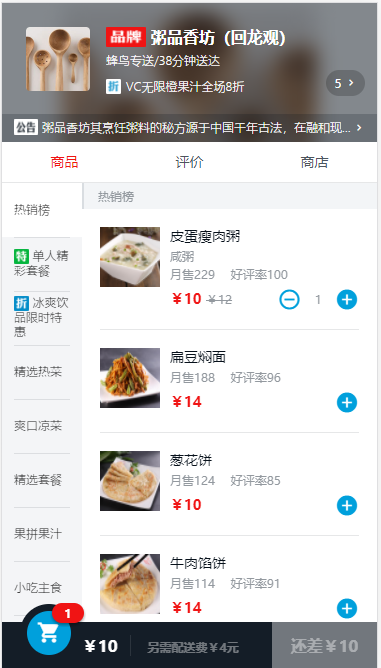 品牌 粥品香坊（回龙观）
蜂鸟专送/38分钟送达
折 VC无限橙果汁全场8折
5 >
公告 粥品香坊其烹饪粥料的秘方源于中国千年古法，在融和现... >
商品 评价 商店
热销榜
特 单人精
彩套餐
折 冰爽饮
品限时特
惠
精选热菜
爽口凉菜
精选套餐
果拼果汁
小吃主食
热销榜
皮蛋瘦肉粥
咸粥
月售229 好评率100
￥10 ￥12
1
扁豆焖面
月售188 好评率96
￥14
葱花饼
月售124 好评率85
￥10
牛肉馅饼
月售114 好评率91
￥14
1
￥10 另需配送费￥4元 还差￥10